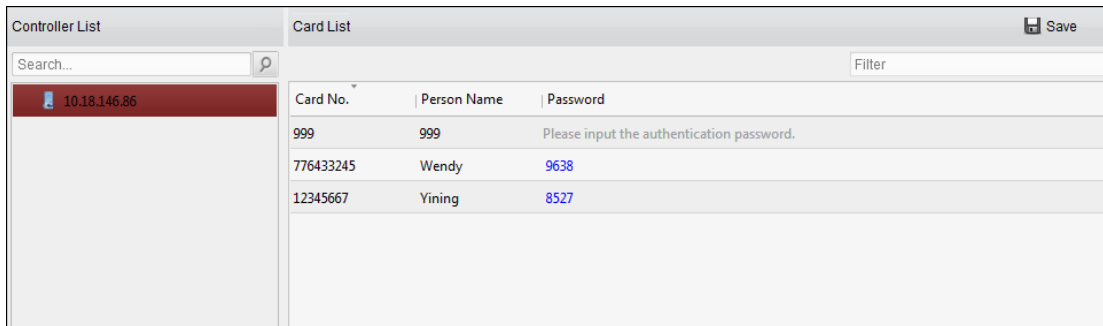 Controller List Card List Save
Search... Filter
10.18.146.86 Card No. Person Name Password
999 999 Please input the authentication password.
776433245 Wendy 9638
12345667 Yining 8527